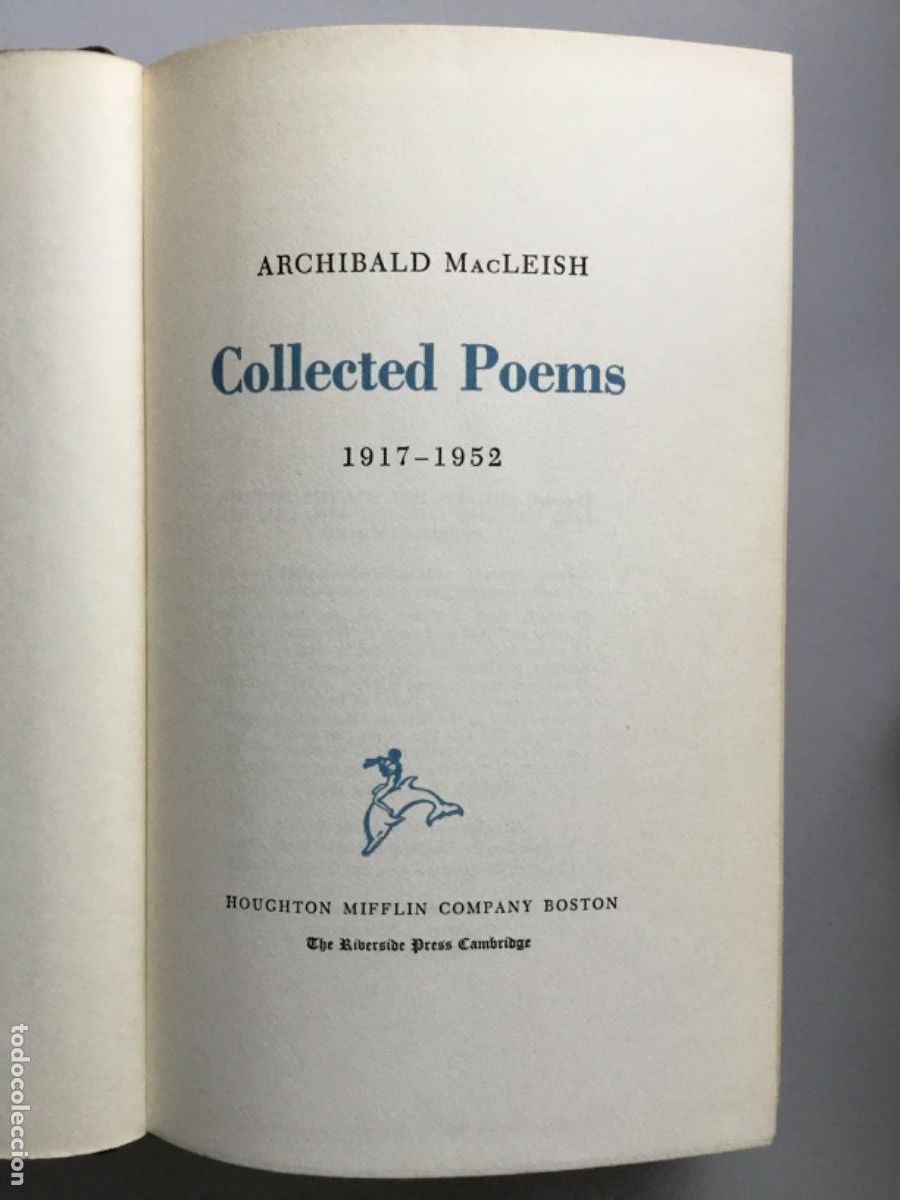 ARCHIBALD MACLEISH
Collected Poems
1917–1952
HOUGHTON MIFFLIN COMPANY BOSTON
The Riverside Press Cambridge
todocoleccion